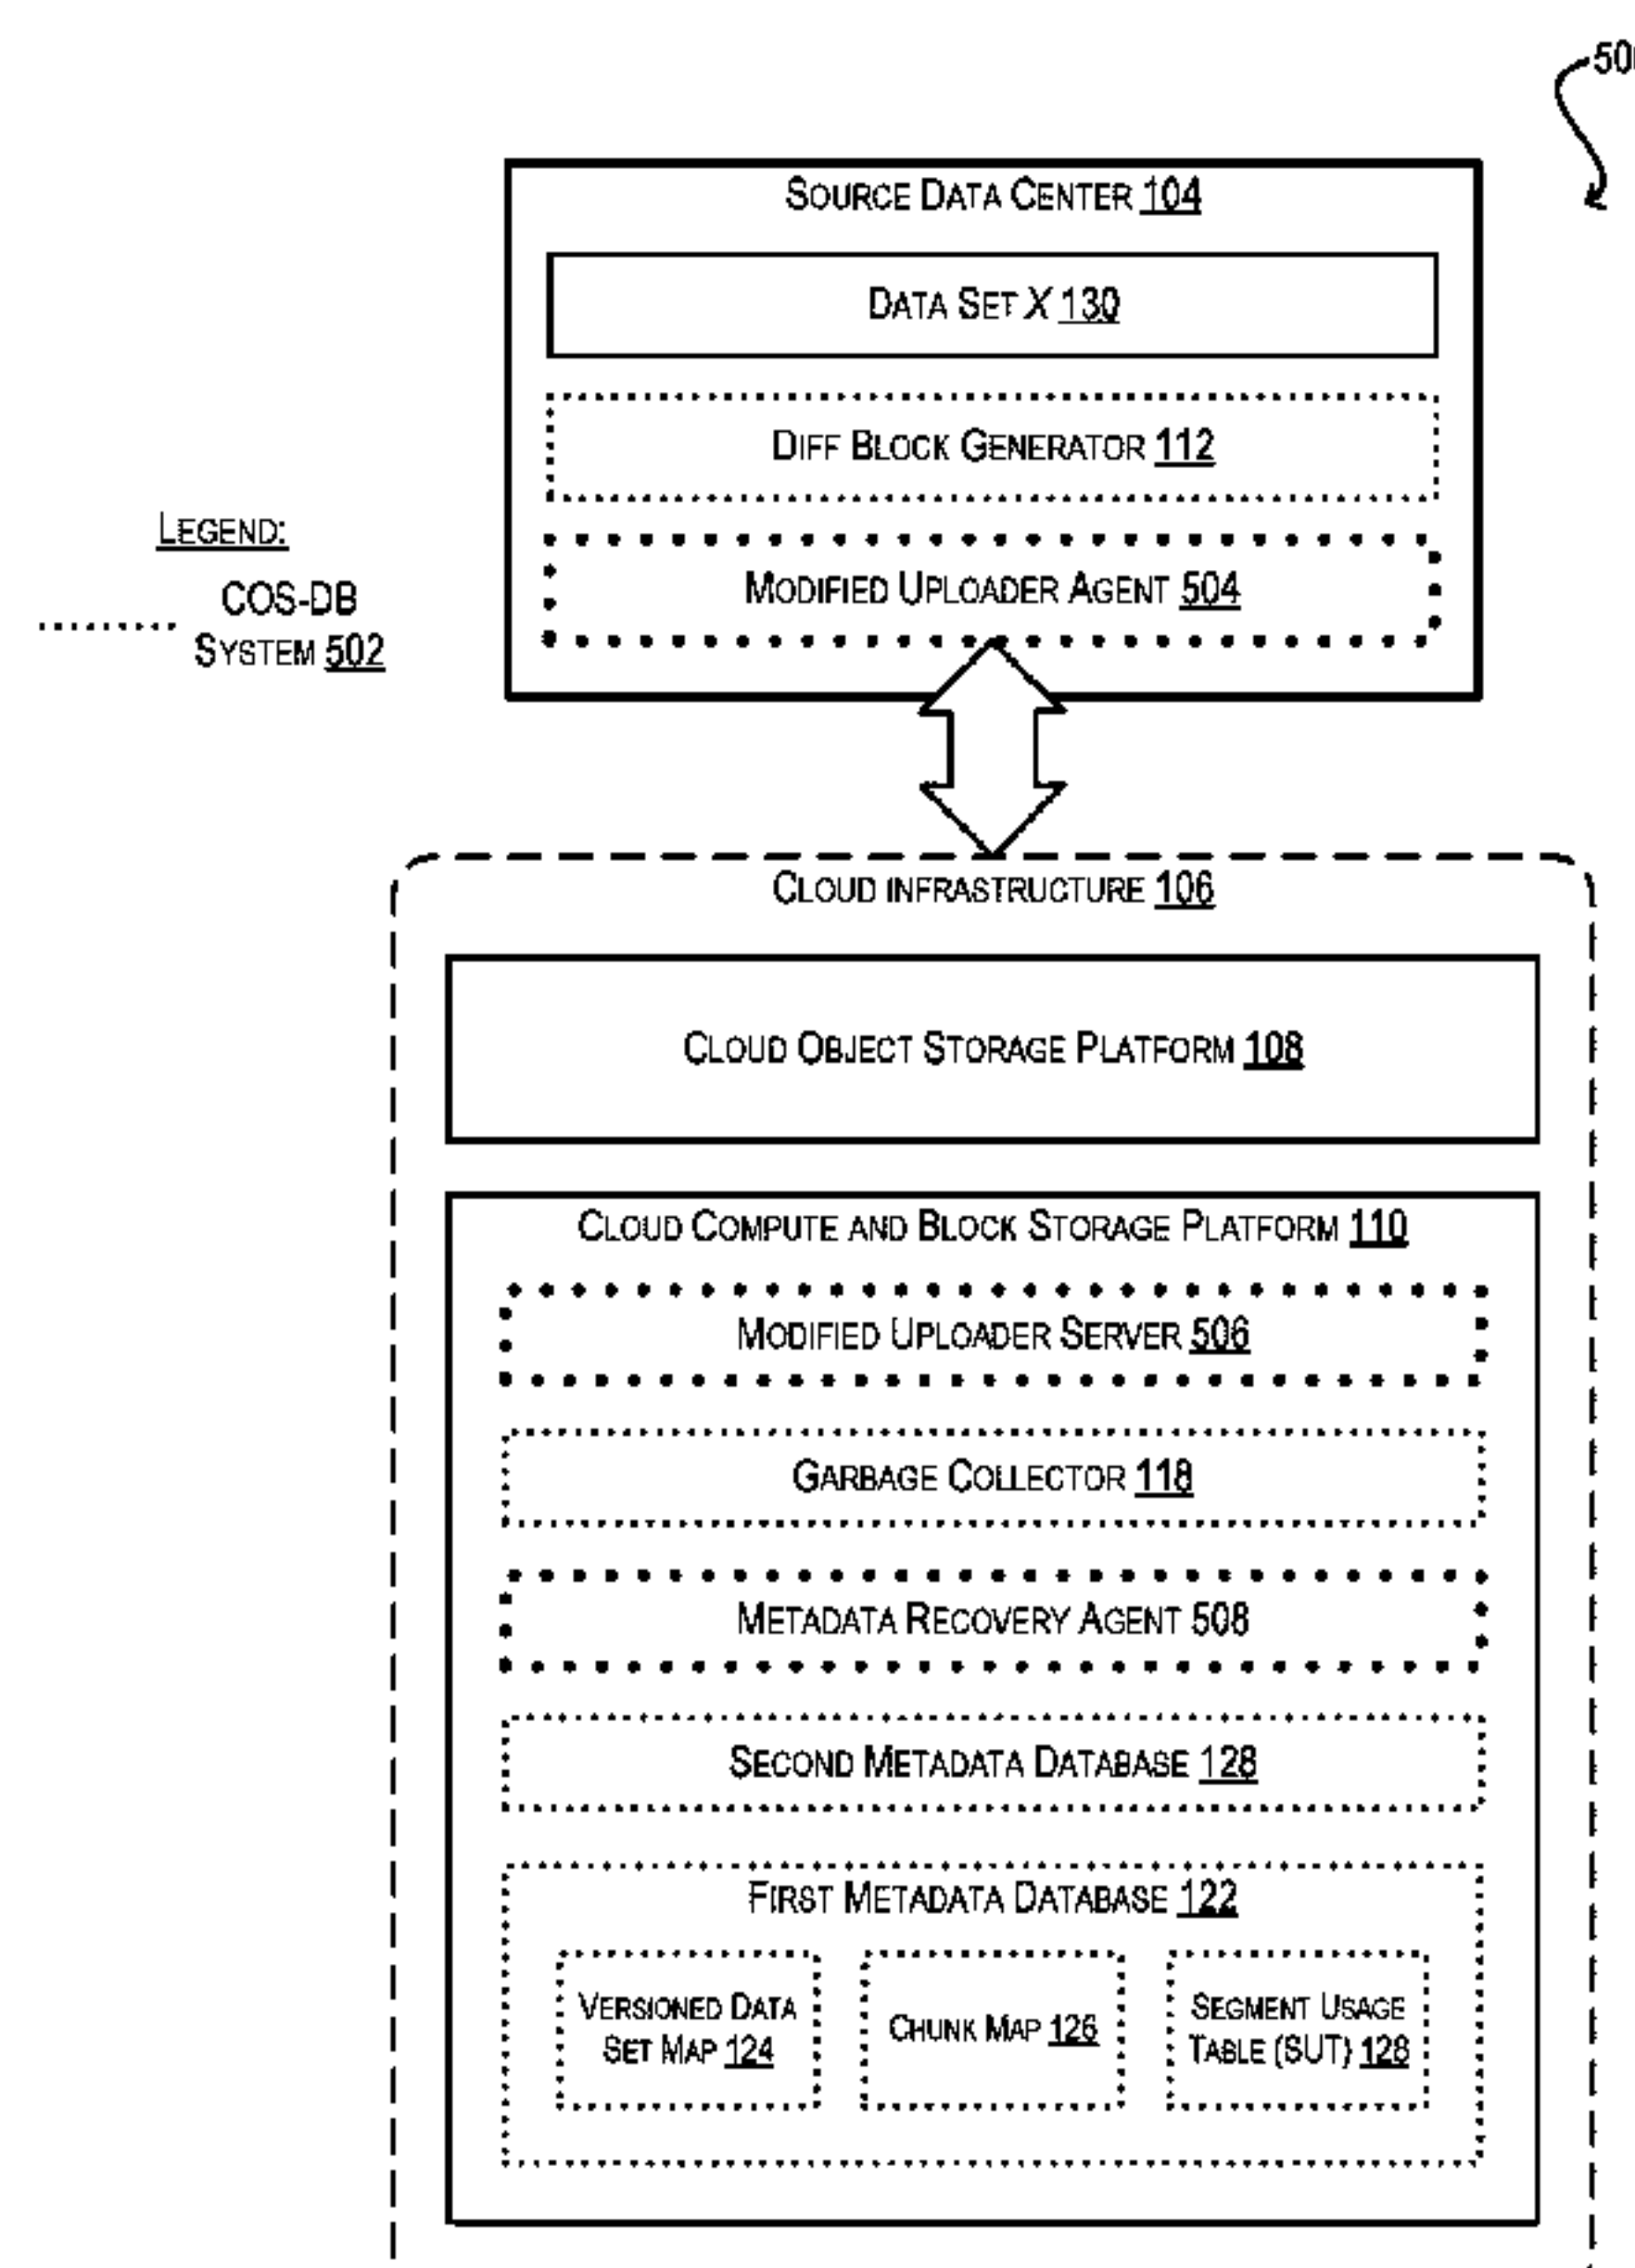 50
SOURCE DATA CENTER 104
DATA SET X 130
DIFF BLOCK GENERATOR 112
MODIFIED UPLOADER AGENT 504
LEGEND:
COS-DB
SYSTEM 502
CLOUD INFRASTRUCTURE 106
CLOUD OBJECT STORAGE PLATFORM 108
CLOUD COMPUTE AND BLOCK STORAGE PLATFORM 110
MODIFIED UPLOADER SERVER 506
GARBAGE COLLECTOR 118
METADATA RECOVERY AGENT 508
SECOND METADATA DATABASE 128
FIRST METADATA DATABASE 122
VERSIONED DATA
SET MAP 124
CHUNK MAP 126
SEGMENT USAGE
TABLE (SUT) 128